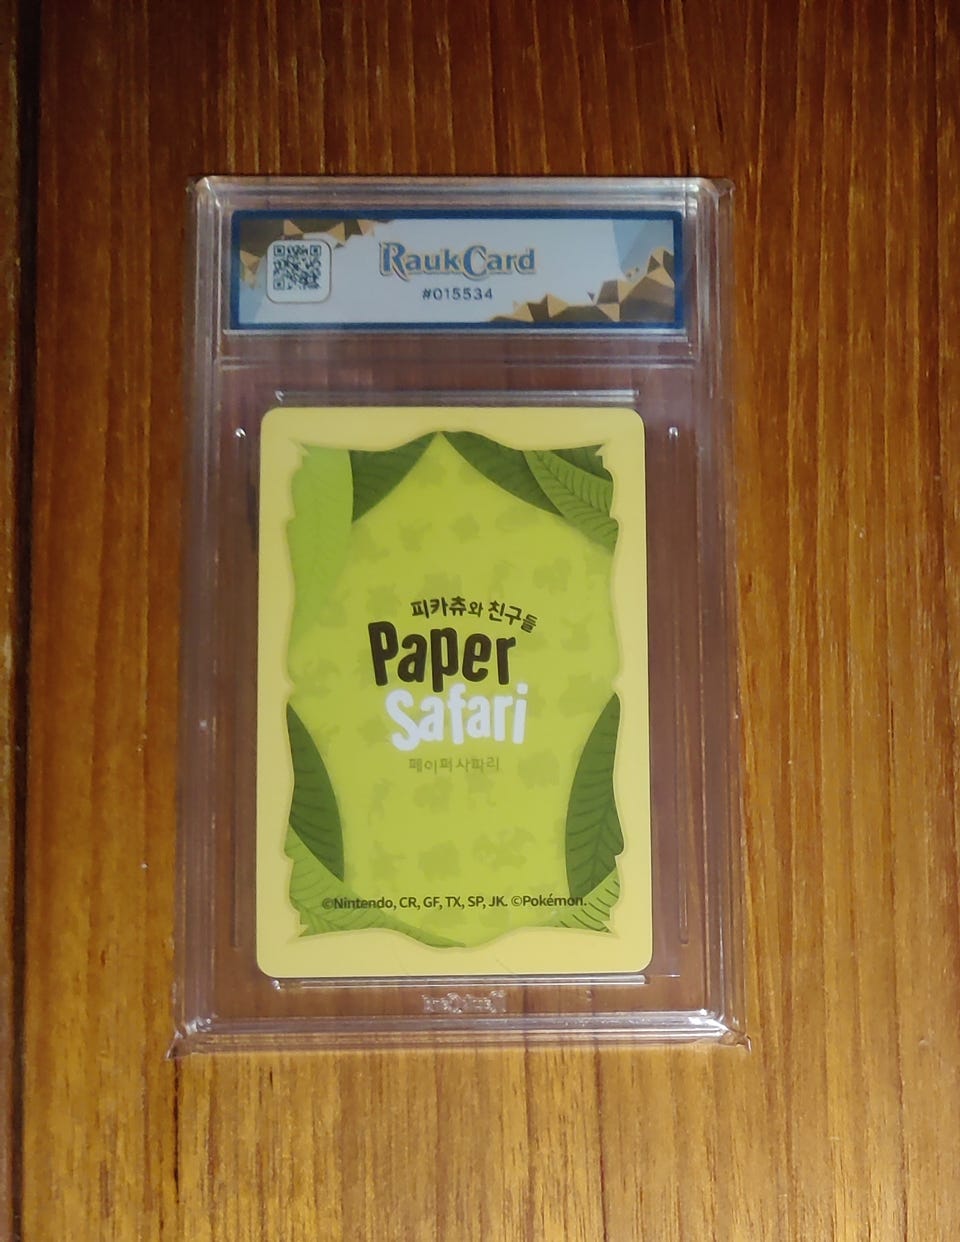 RaukCard
#015534
피카츄와 친구들
Paper
Safari
페이퍼사파리
©Nintendo, CR, GF, TX, SP, JK. ©Pokémon.